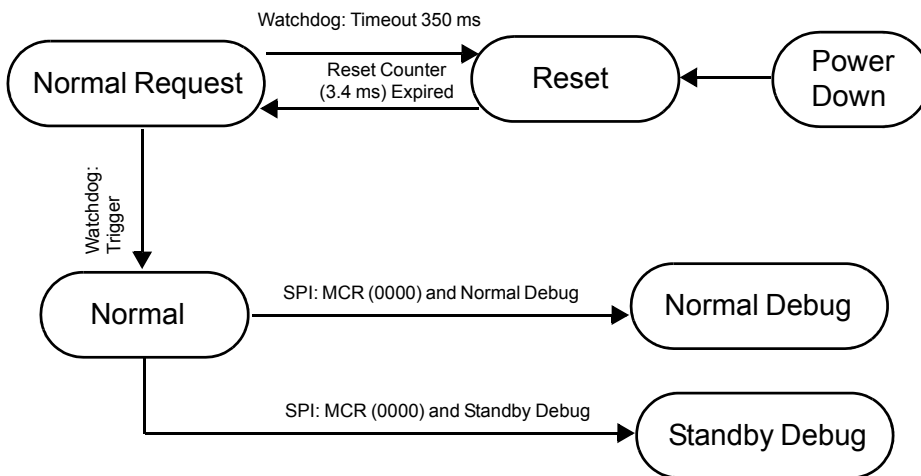 Watchdog: Timeout 350 ms
Normal Request
Reset Counter
(3.4 ms) Expired
Reset
Power
Down
Watchdog:
Trigger
Normal
SPI: MCR (0000) and Normal Debug
Normal Debug
SPI: MCR (0000) and Standby Debug
Standby Debug